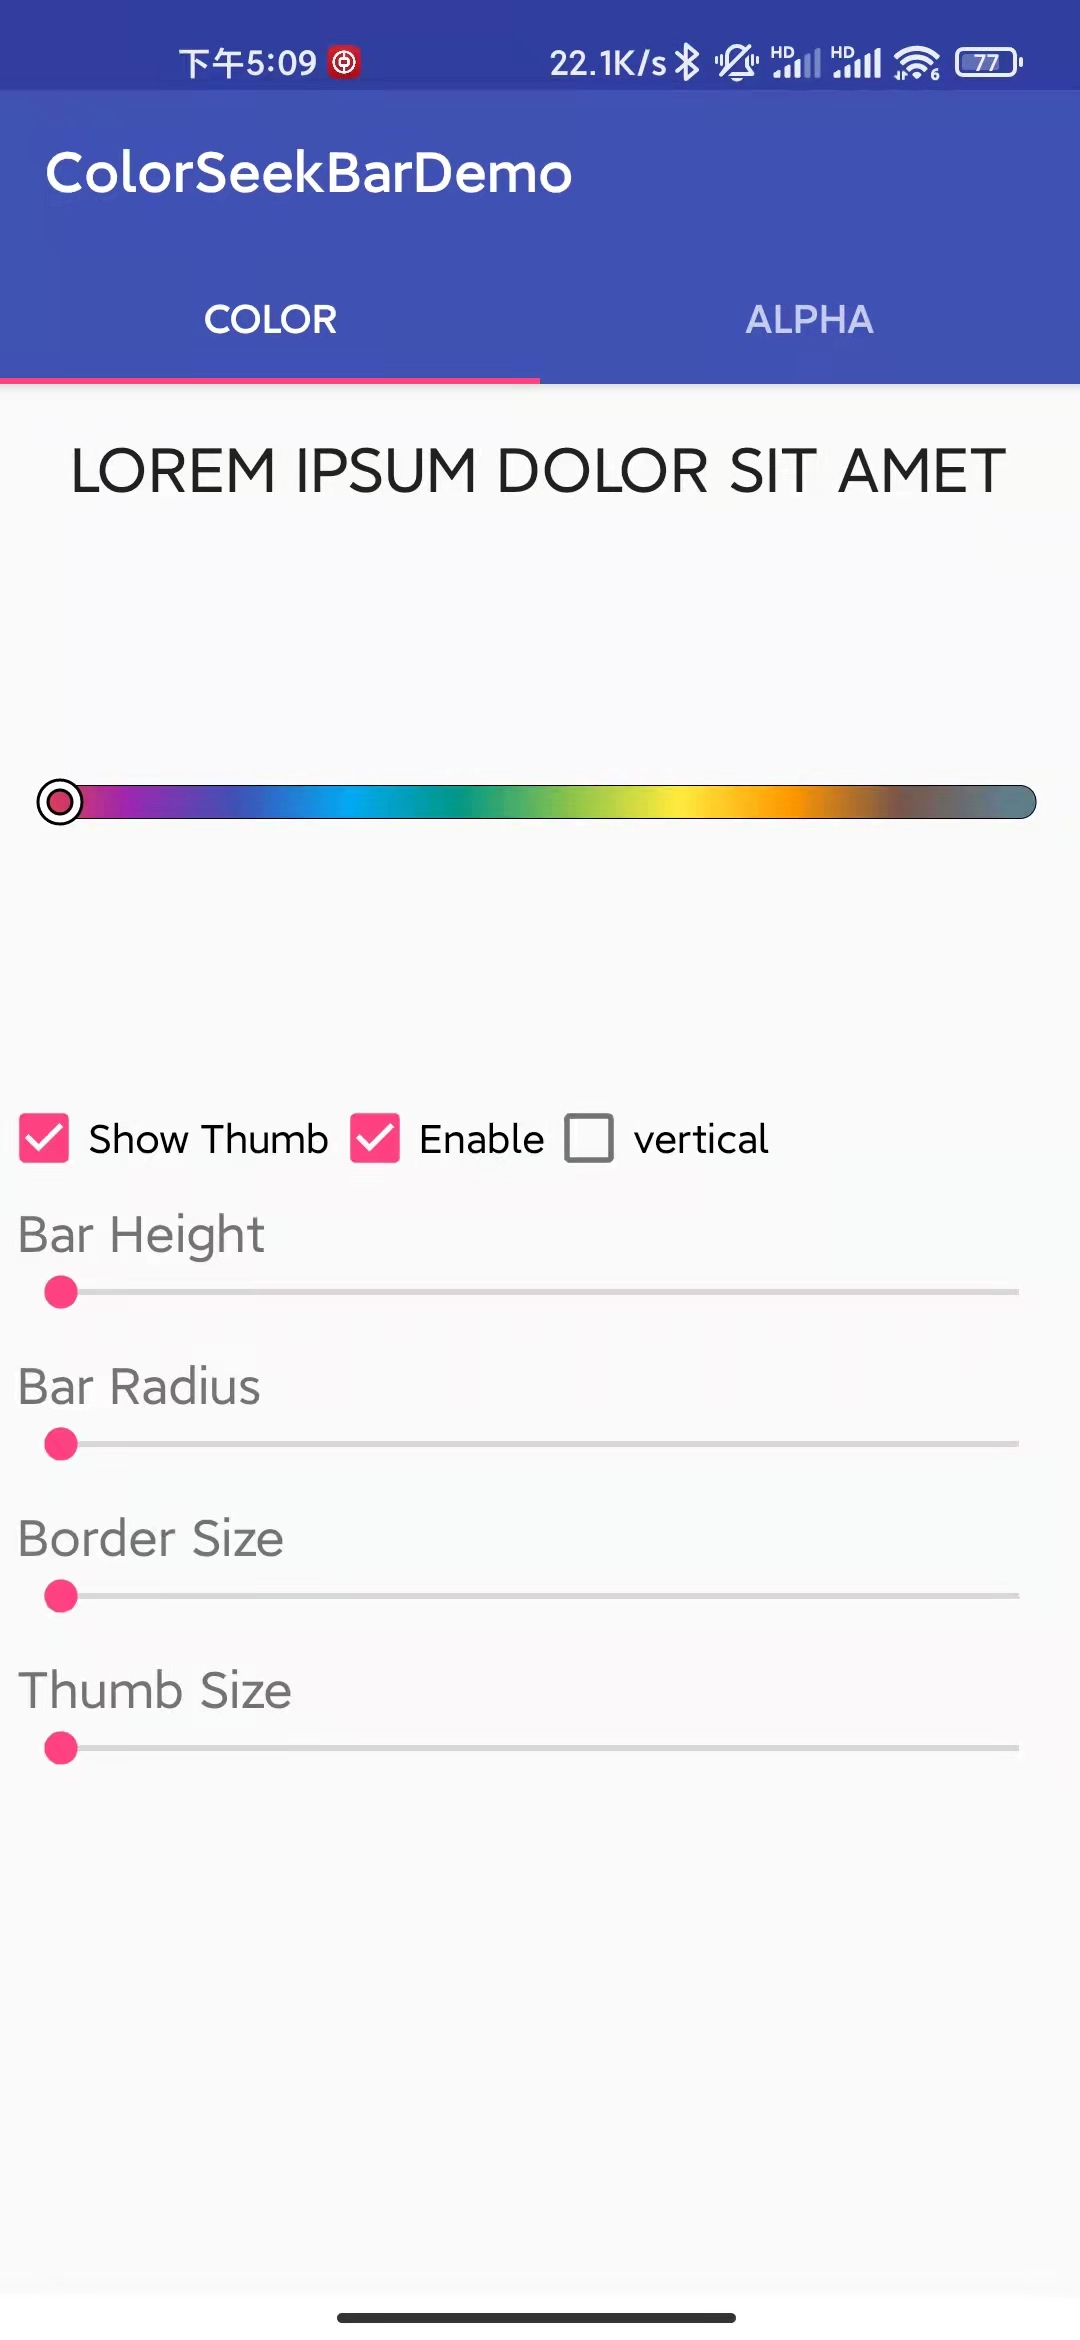 下午5:09 22.1K/s HD HD 6 77
ColorSeekBarDemo
COLOR ALPHA
LOREM IPSUM DOLOR SIT AMET
Show Thumb Enable vertical
Bar Height
Bar Radius
Border Size
Thumb Size